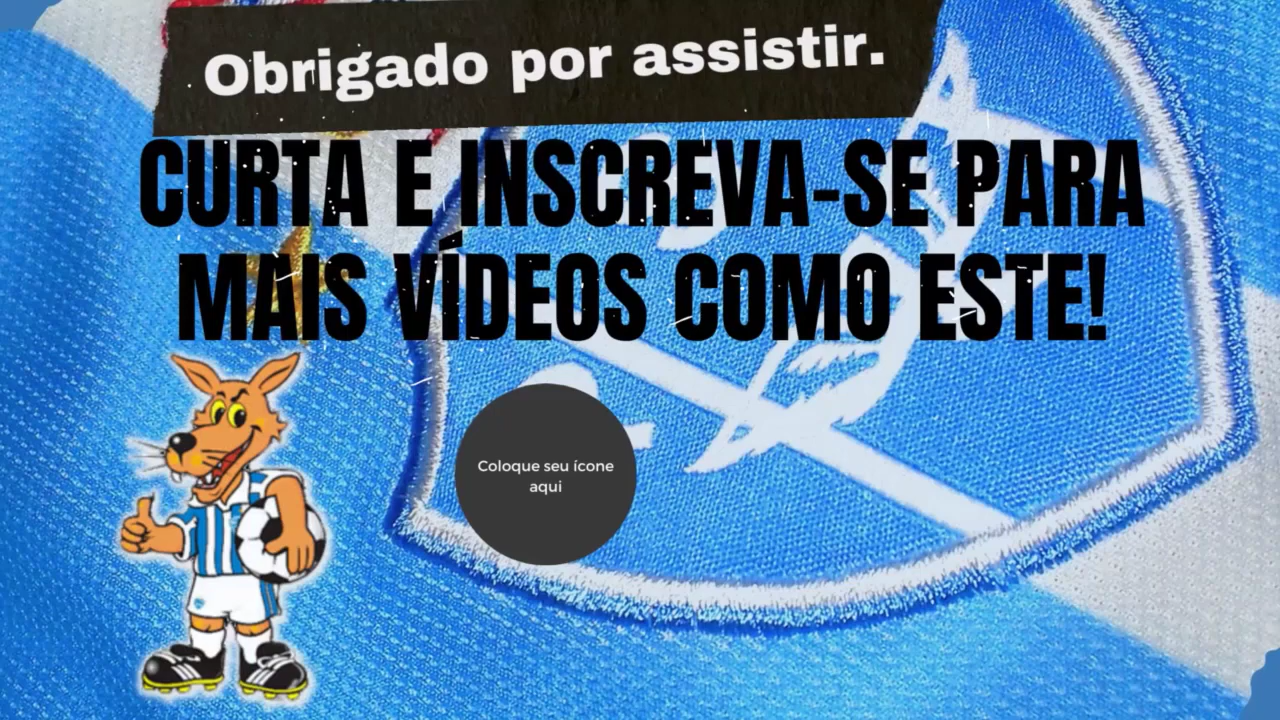 Obrigado por assistir.
CURTA E INSCREVA-SE PARA
MAIS VÍDEOS COMO ESTE!
Coloque seu ícone
aqui